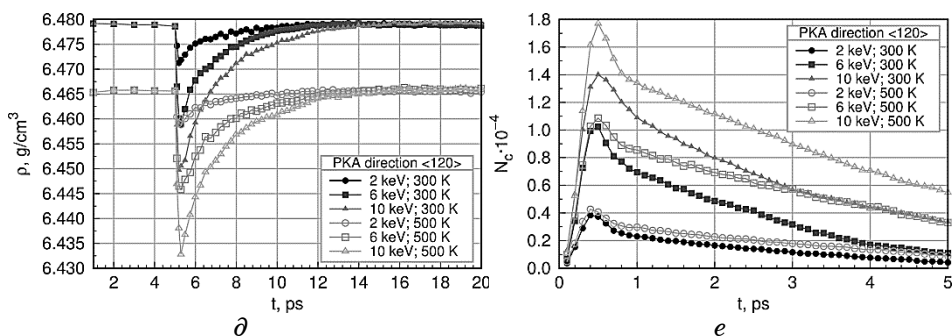 6.480
6.475
6.470
6.465
6.460
6.455
6.450
6.445
6.440
6.435
6.430
ρ, g/cm³
PKA direction <120>
2 keV; 300 K
6 keV; 300 K
10 keV; 300 K
2 keV; 500 K
6 keV; 500 K
10 keV; 500 K
2 4 6 8 10 12 14 16 18 20
t, ps
д
1.8
1.6
1.4
1.2
1.0
0.8
0.6
0.4
0.2
0.0
N_c·10⁻⁴
PKA direction <120>
2 keV; 300 K
6 keV; 300 K
10 keV; 300 K
2 keV; 500 K
6 keV; 500 K
10 keV; 500 K
0 1 2 3 4 5
t, ps
е